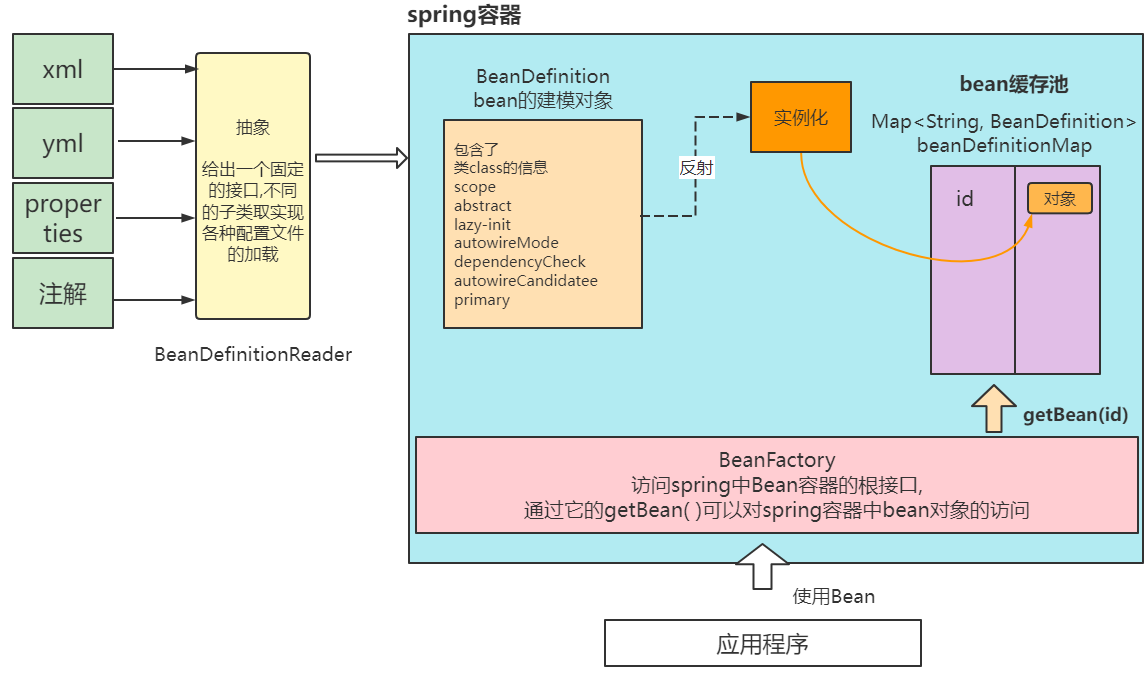 spring容器
xml
yml
proper
ties
注解
抽象
给出一个固定
的接口,不同
的子类取实现
各种配置文件
的加载
BeanDefinitionReader
BeanDefinition
bean的建模对象
包含了
类class的信息
scope
abstract
lazy-init
autowireMode
dependencyCheck
autowireCandidatee
primary
反射
实例化
bean缓存池
Map<String, BeanDefinition>
beanDefinitionMap
id
对象
getBean(id)
BeanFactory
访问spring中Bean容器的根接口,
通过它的getBean( )可以对spring容器中bean对象的访问
使用Bean
应用程序